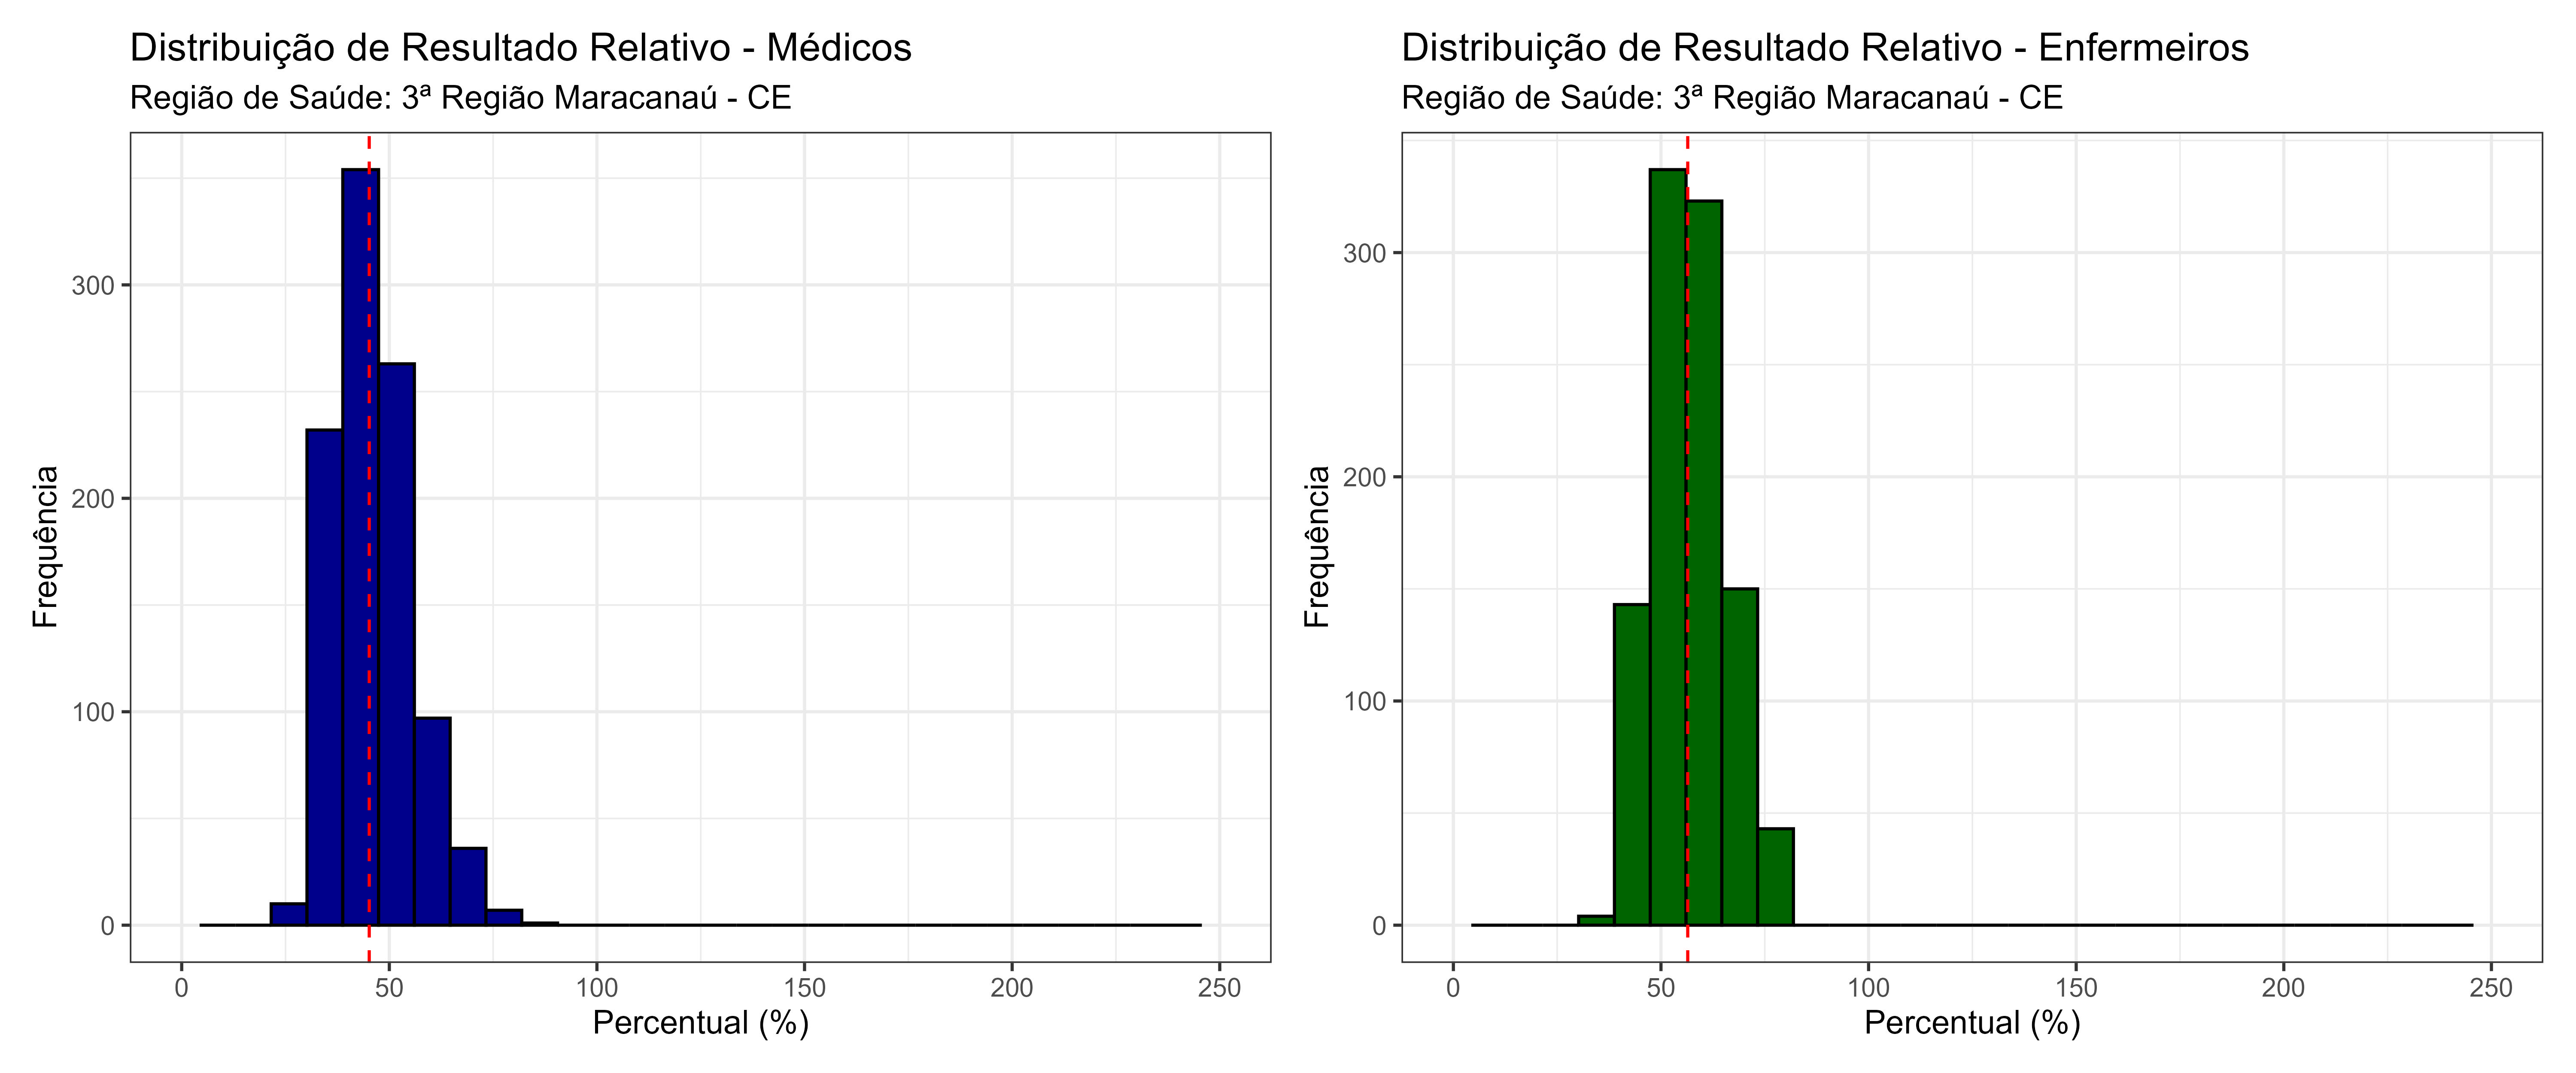 Distribuição de Resultado Relativo - Médicos
Região de Saúde: 3ª Região Maracanaú - CE
Frequência
300
200
100
0
0 50 100 150 200 250
Percentual (%)
Distribuição de Resultado Relativo - Enfermeiros
Região de Saúde: 3ª Região Maracanaú - CE
Frequência
300
200
100
0
0 50 100 150 200 250
Percentual (%)